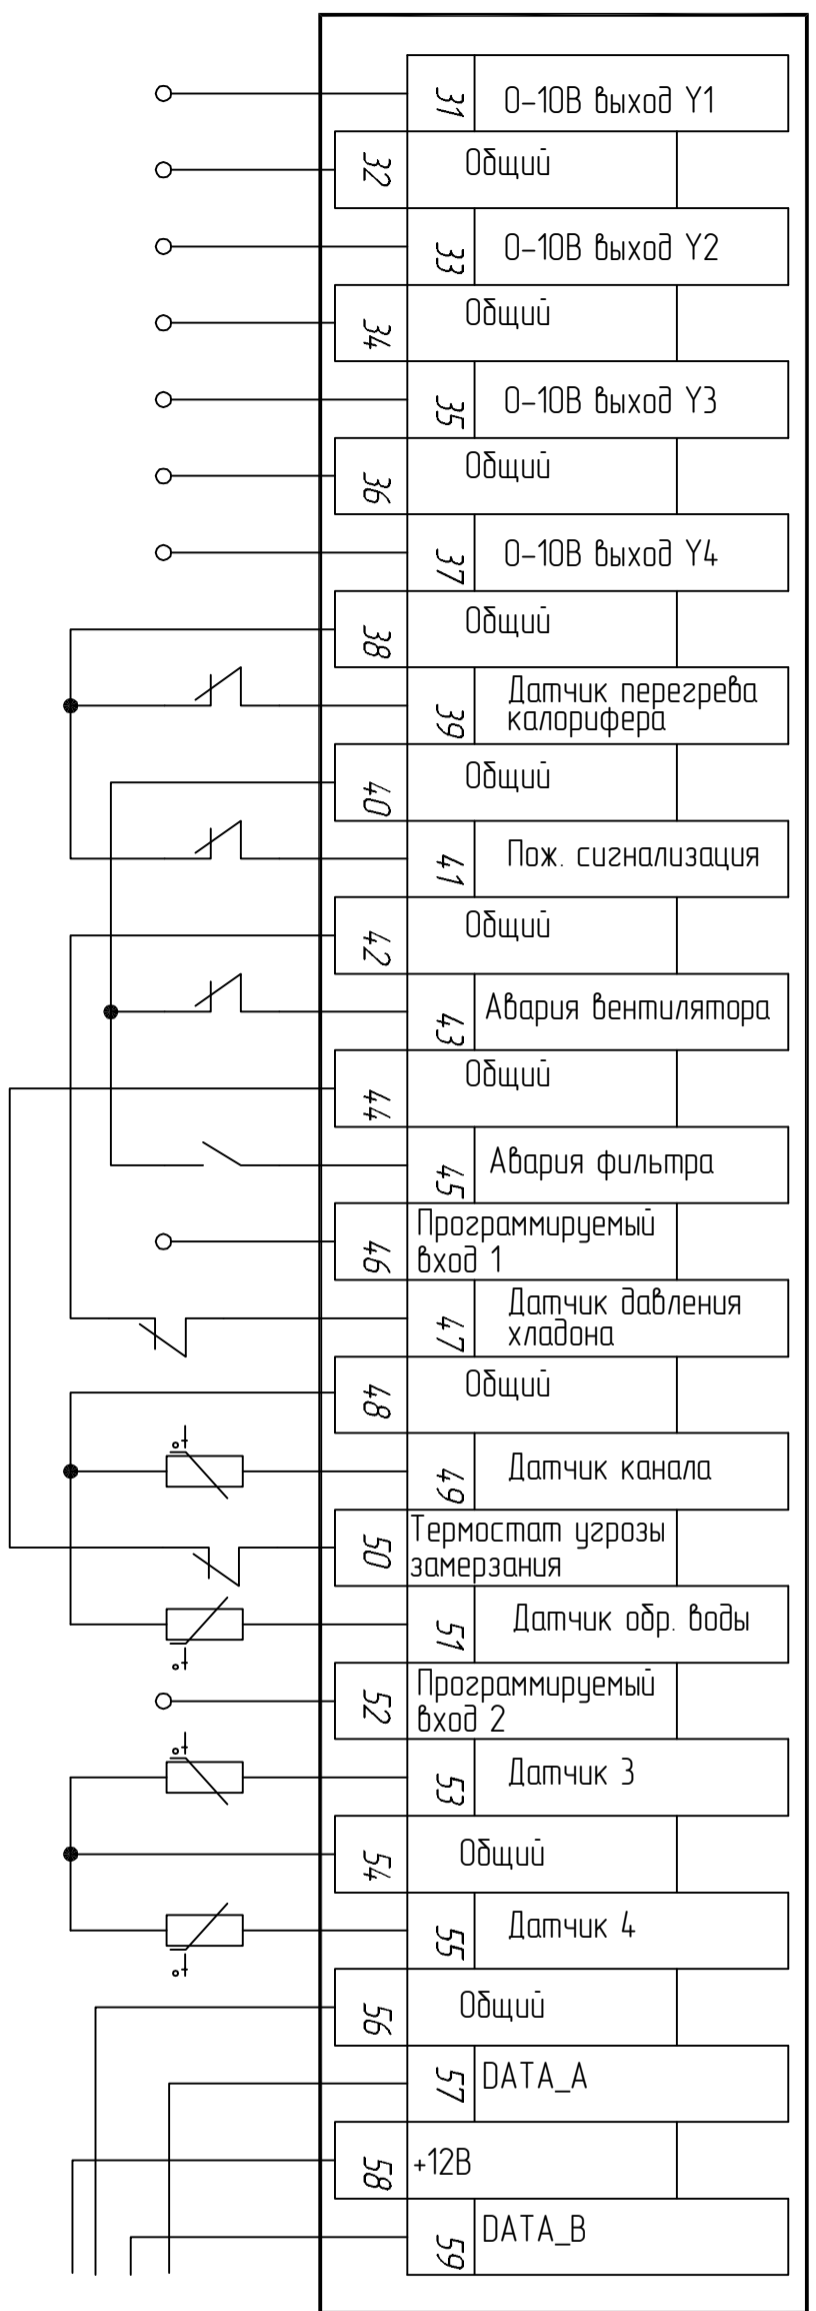 31 0-10В выход Y1
32 Общий
33 0-10В выход Y2
34 Общий
35 0-10В выход Y3
36 Общий
37 0-10В выход Y4
38 Общий
39 Датчик перегрева
калорифера
40 Общий
41 Пож. сигнализация
42 Общий
43 Авария вентилятора
44 Общий
45 Авария фильтра
46 Программируемый
вход 1
47 Датчик давления
хладона
48 Общий
t°
49 Датчик канала
50 Термостат угрозы
замерзания
51 Датчик обр. воды
t°
52 Программируемый
вход 2
t°
53 Датчик 3
54 Общий
55 Датчик 4
t°
56 Общий
57 DATA_A
58 +12В
59 DATA_B